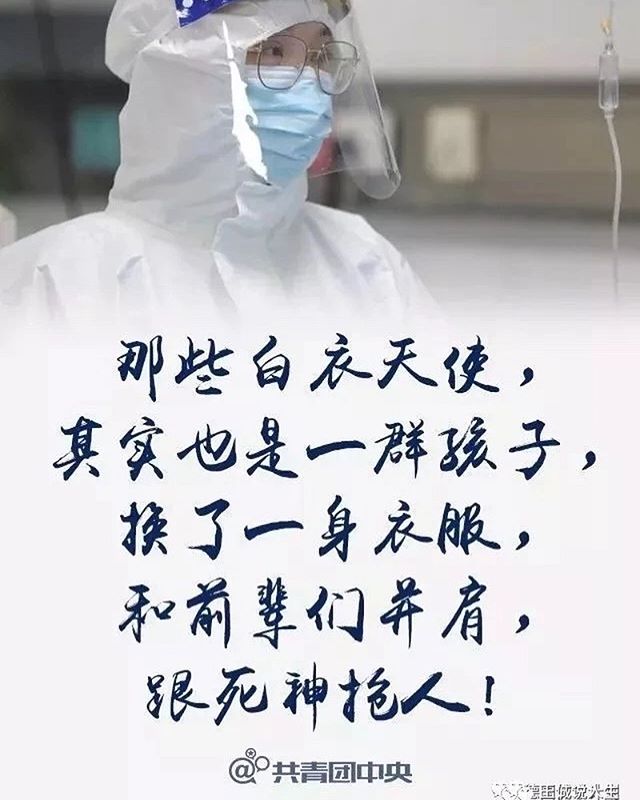 那些白衣天使，
其实也是一群孩子，
换了一身衣服，
和前辈们并肩，
跟死神抢人！
@共青团中央